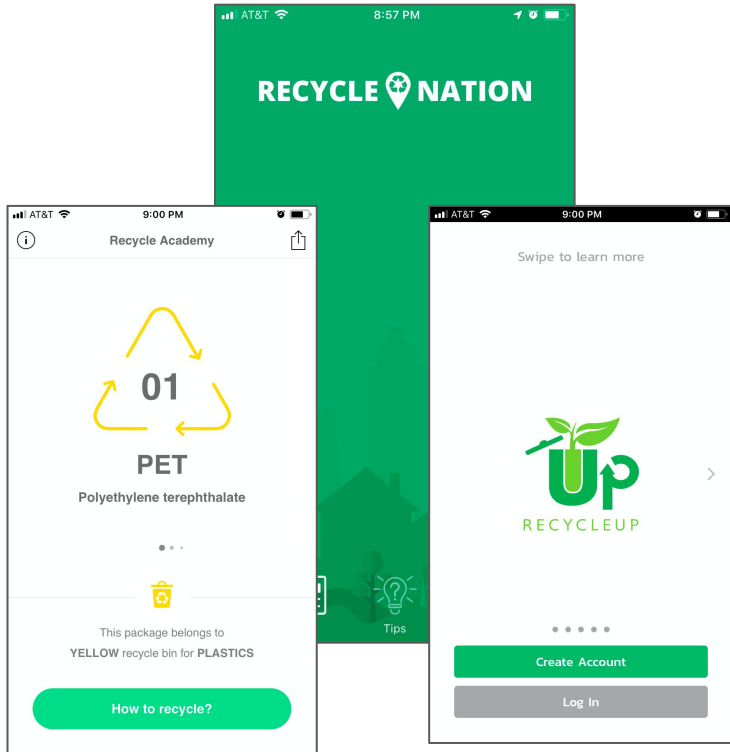 AT&T 8:57 PM
RECYCLE NATION
Tips
AT&T 9:00 PM
Recycle Academy
01
PET
Polyethylene terephthalate
This package belongs to
YELLOW recycle bin for PLASTICS
How to recycle?
AT&T 9:00 PM
Swipe to learn more
Up
RECYCLEUP
Create Account
Log In